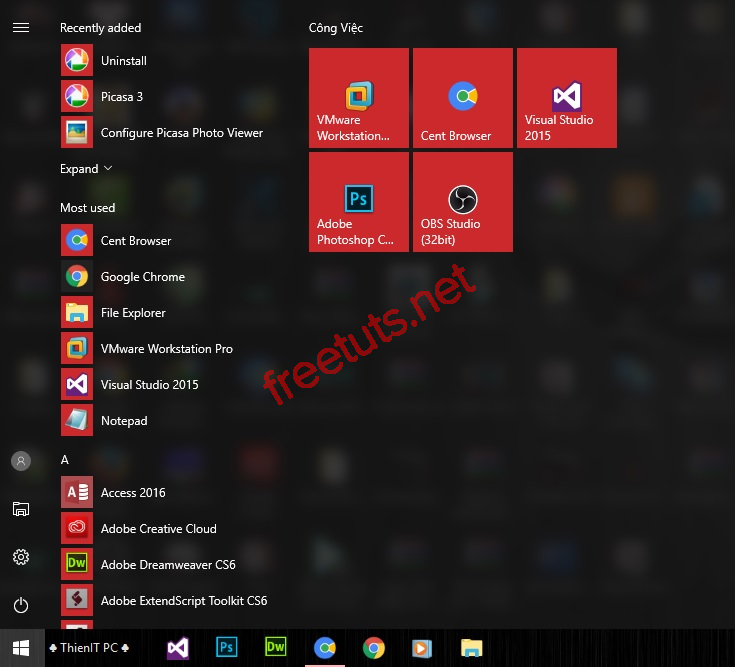 Recently added
Uninstall
Picasa 3
Configure Picasa Photo Viewer
Expand
Most used
Cent Browser
Google Chrome
File Explorer
VMware Workstation Pro
Visual Studio 2015
Notepad
A
Access 2016
Adobe Creative Cloud
Dw
Adobe Dreamweaver CS6
Adobe ExtendScript Toolkit CS6
Công Việc
VMware
Workstation...
Cent Browser
Visual Studio
2015
Ps
Adobe
Photoshop C...
OBS Studio
(32bit)
freetuts.net
♣ ThienIT PC ♣
Ps
Dw